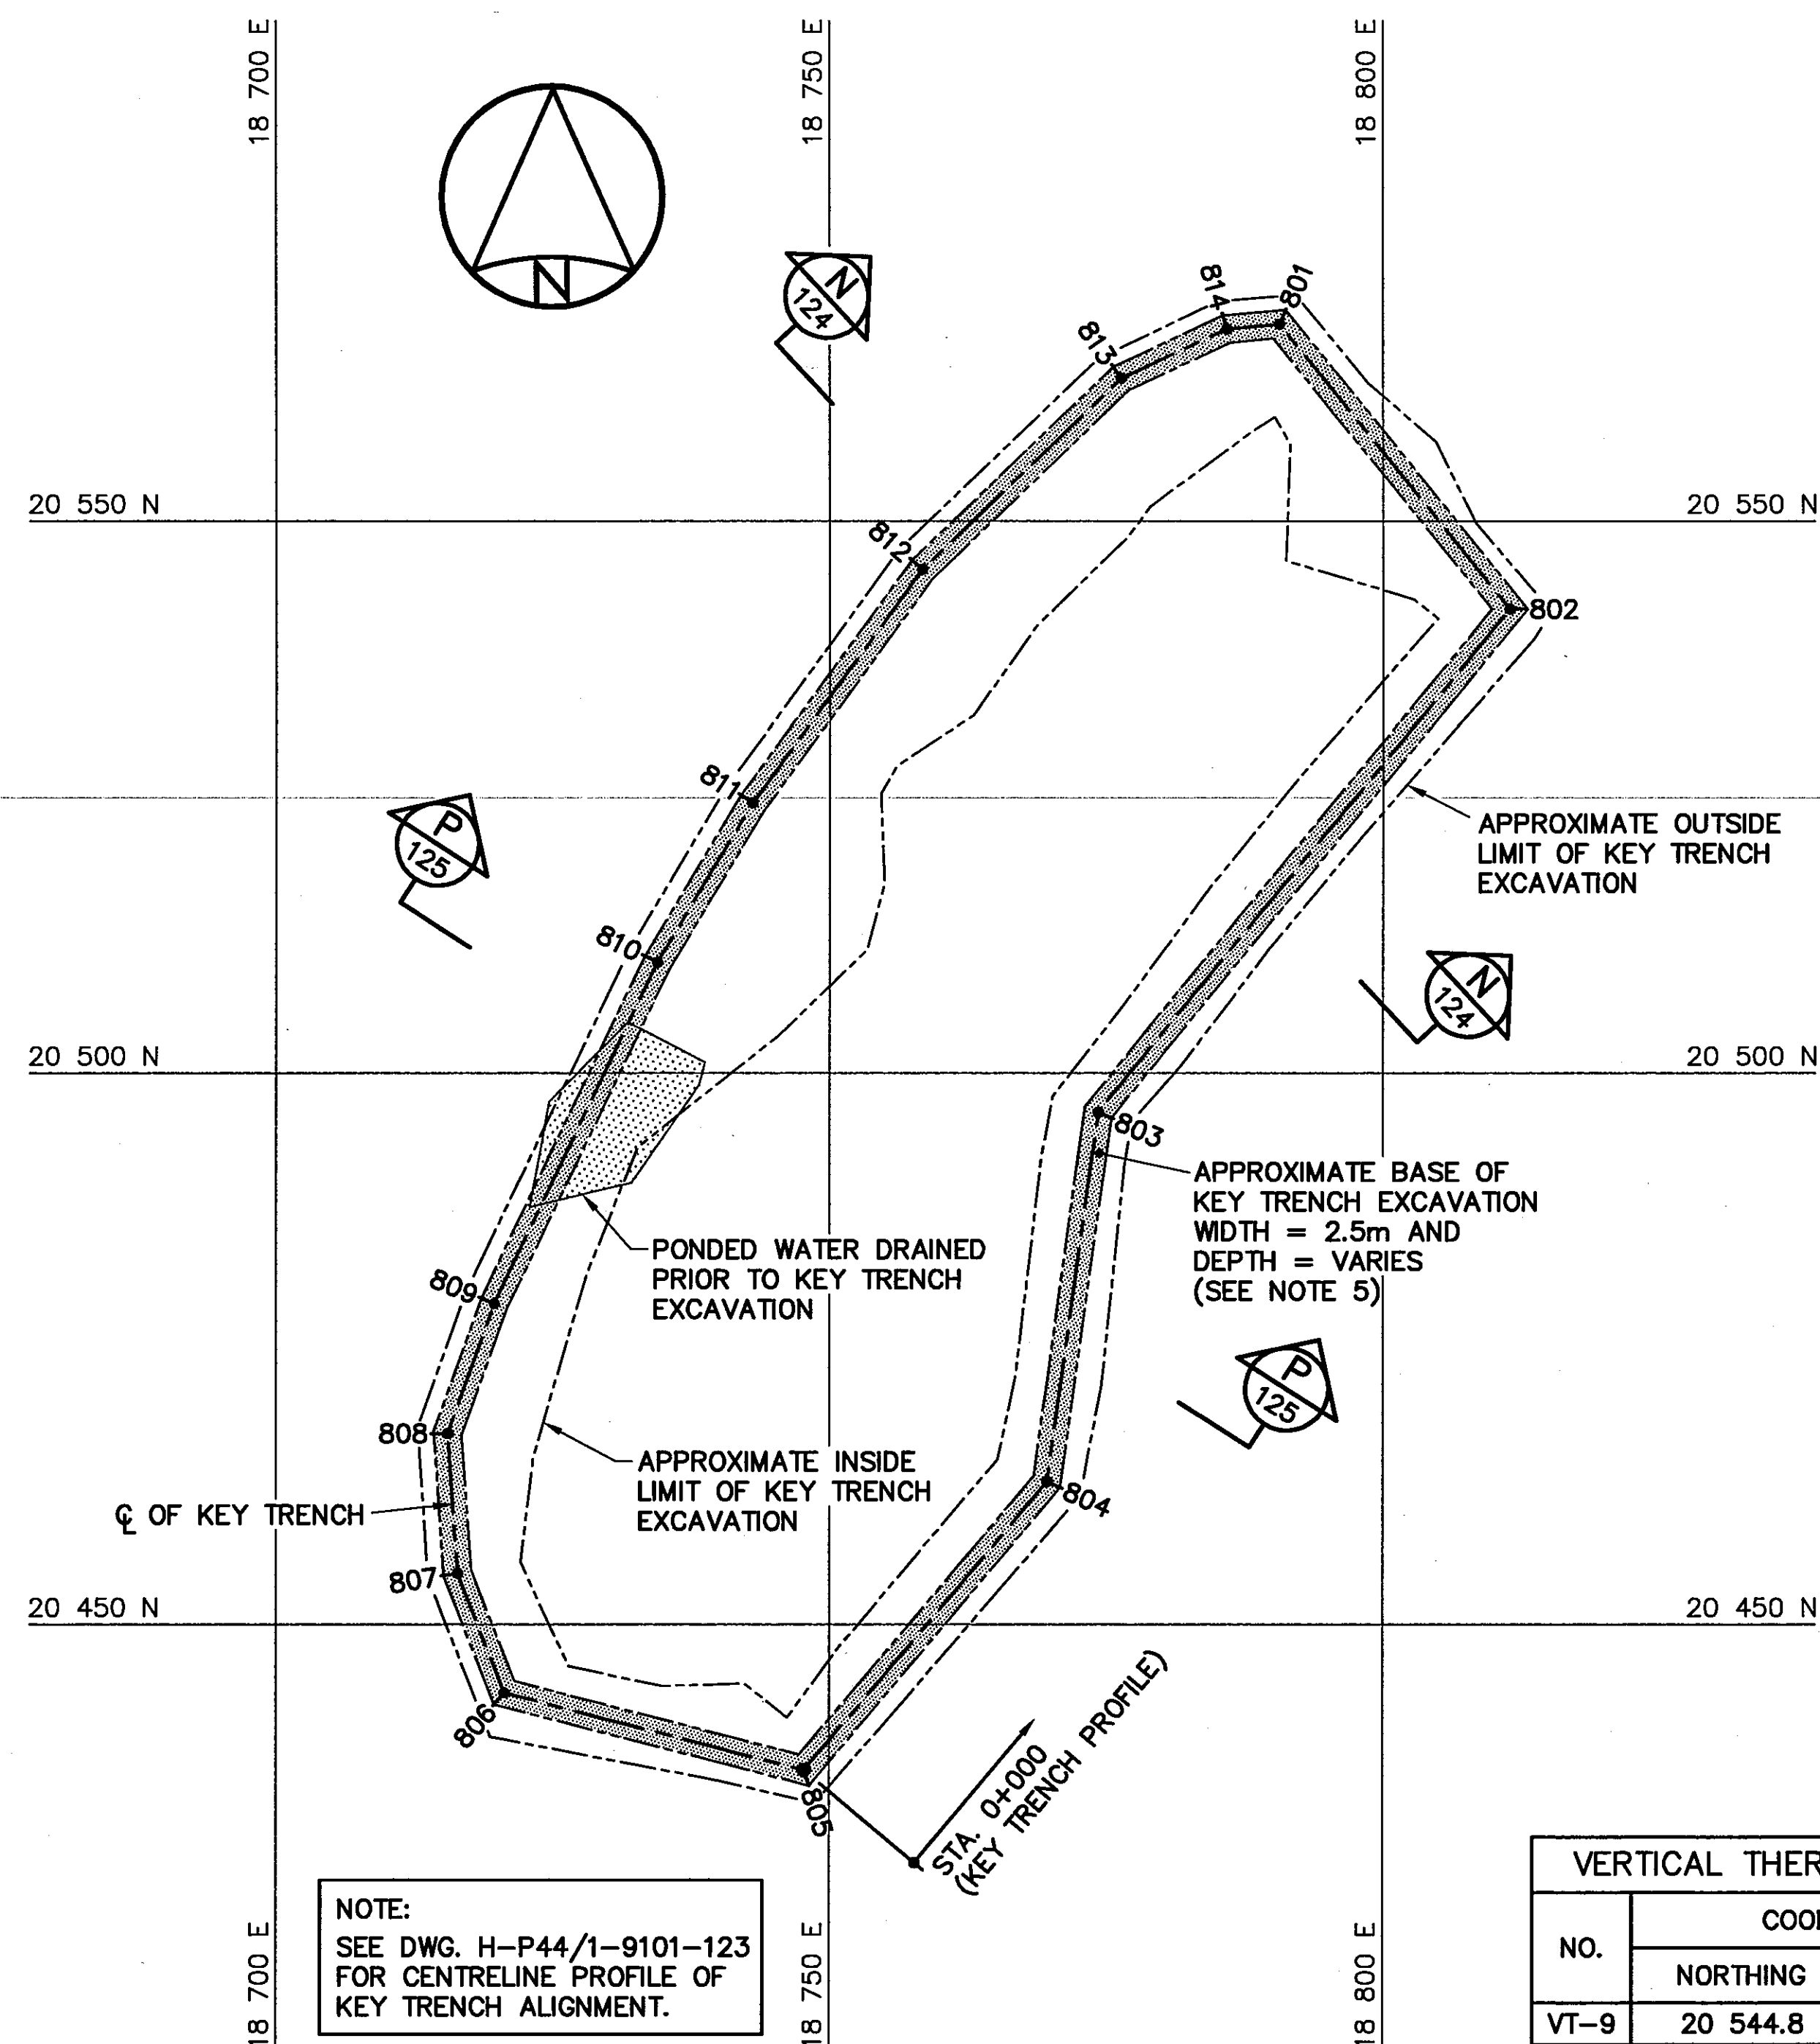 18 700 E
18 750 E
18 800 E
N
N
124
814
801
813
20 550 N
20 550 N
812
802
811
P
125
APPROXIMATE OUTSIDE
LIMIT OF KEY TRENCH
EXCAVATION
810
N
124
20 500 N
20 500 N
803
APPROXIMATE BASE OF
KEY TRENCH EXCAVATION
WIDTH = 2.5m AND
DEPTH = VARIES
(SEE NOTE 5)
PONDED WATER DRAINED
PRIOR TO KEY TRENCH
EXCAVATION
809
P
125
808
APPROXIMATE INSIDE
LIMIT OF KEY TRENCH
EXCAVATION
804
℄ OF KEY TRENCH
807
20 450 N
20 450 N
806
805
STA. 0+000
(KEY TRENCH PROFILE)
NOTE:
SEE DWG. H-P44/1-9101-123
FOR CENTRELINE PROFILE OF
KEY TRENCH ALIGNMENT.
18 700 E
18 750 E
18 800 E
VERTICAL THER
NO.
COO
NORTHING
VT-9 20 544.8